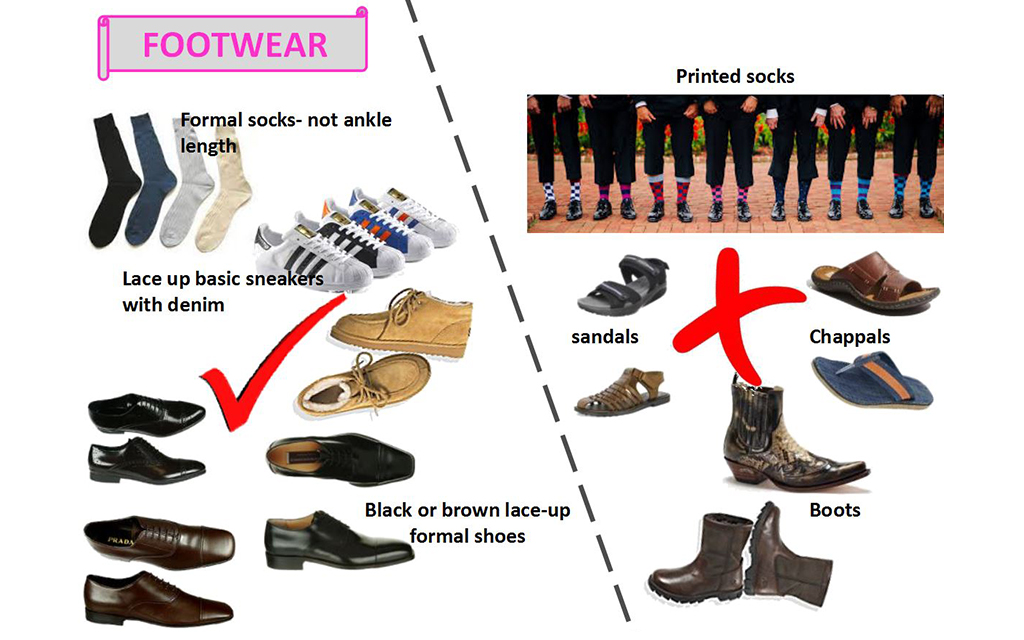 FOOTWEAR
Formal socks- not ankle
length
Lace up basic sneakers
with denim
PRADA
Black or brown lace-up
formal shoes
Printed socks
sandals
Chappals
Boots